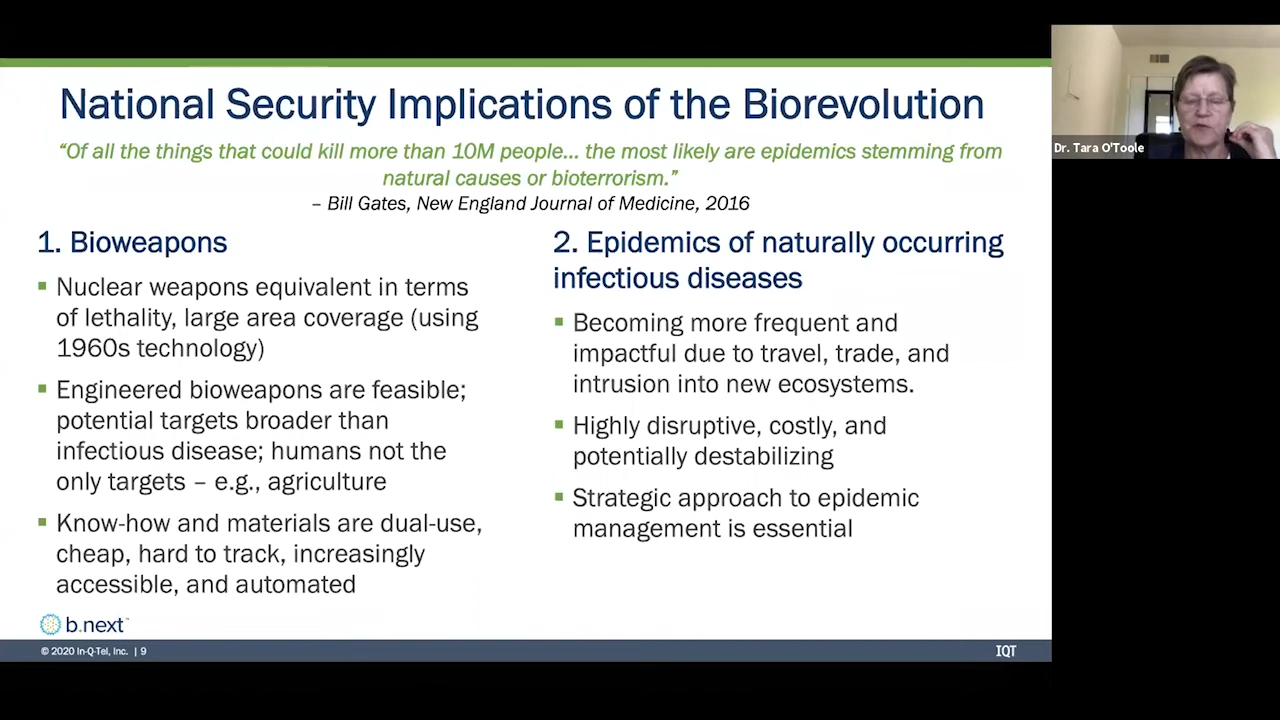 National Security Implications of the Biorevolution
“Of all the things that could kill more than 10M people... the most likely are epidemics stemming from
natural causes or bioterrorism.”
– Bill Gates, New England Journal of Medicine, 2016
1. Bioweapons
▪ Nuclear weapons equivalent in terms
of lethality, large area coverage (using
1960s technology)
▪ Engineered bioweapons are feasible;
potential targets broader than
infectious disease; humans not the
only targets – e.g., agriculture
▪ Know-how and materials are dual-use,
cheap, hard to track, increasingly
accessible, and automated
2. Epidemics of naturally occurring
infectious diseases
▪ Becoming more frequent and
impactful due to travel, trade, and
intrusion into new ecosystems.
▪ Highly disruptive, costly, and
potentially destabilizing
▪ Strategic approach to epidemic
management is essential
b.next™
© 2020 In-Q-Tel, Inc. | 9
IQT
Dr. Tara O'Toole